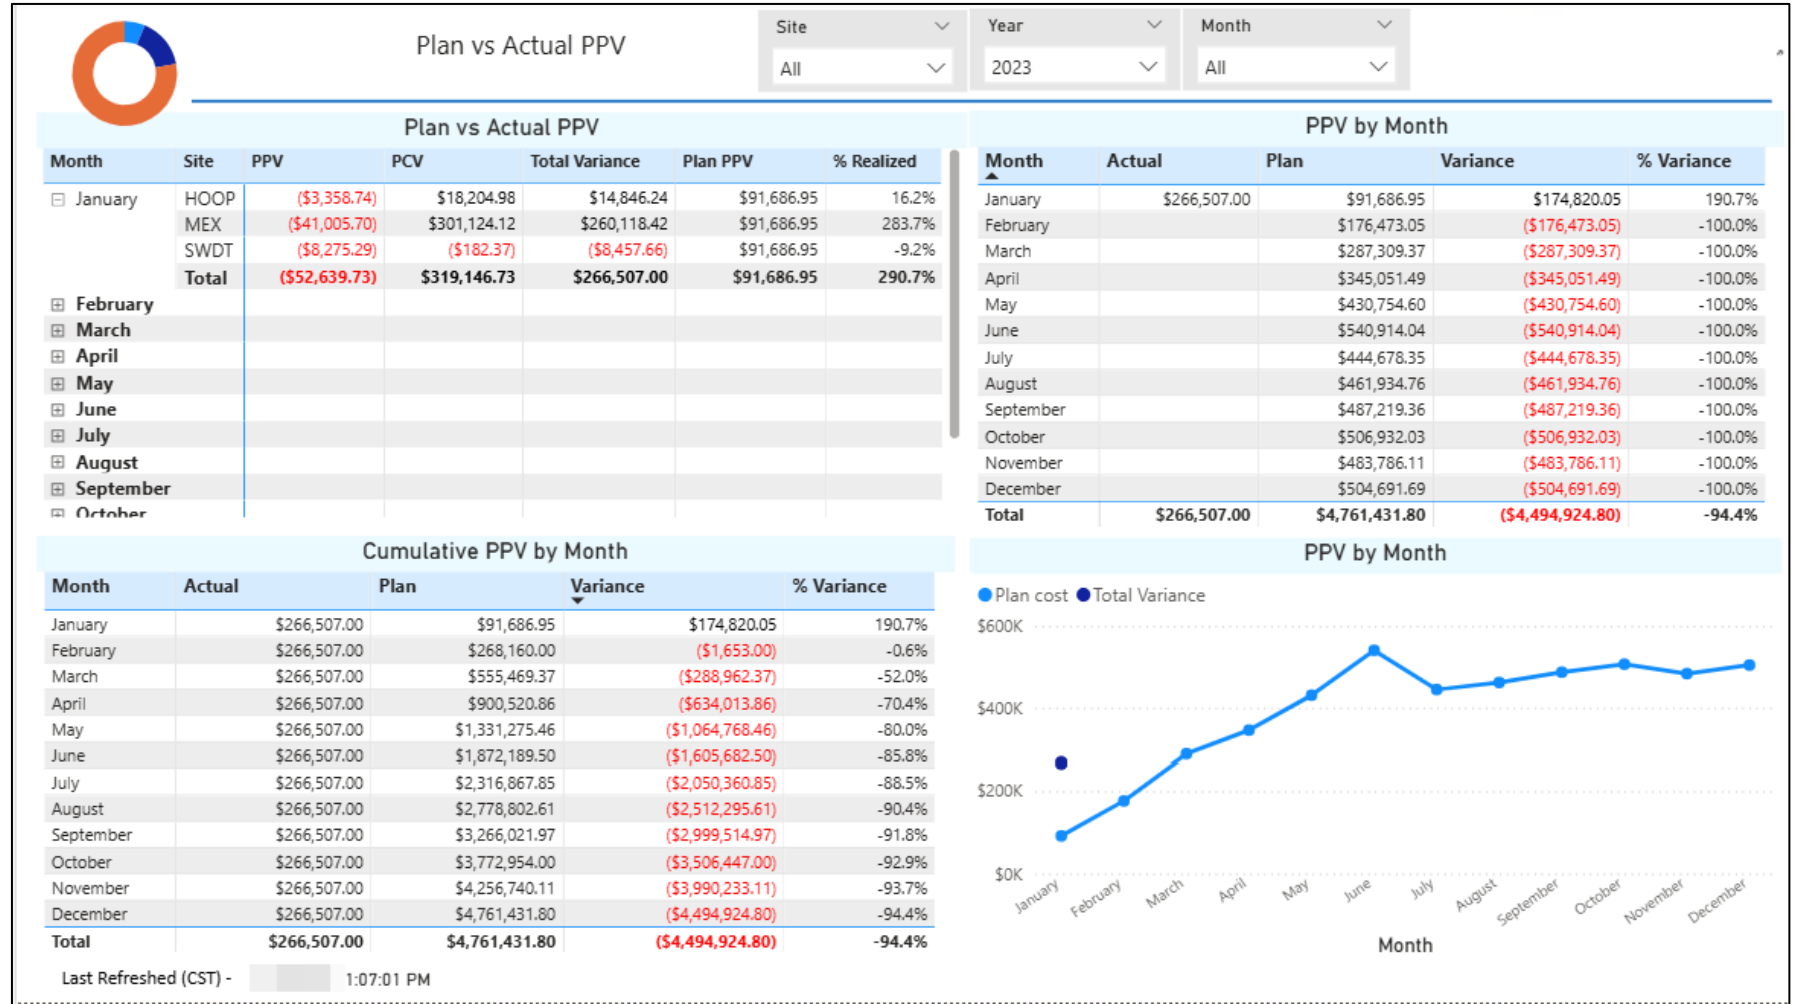 Plan vs Actual PPV
Site
All
Year
2023
Month
All
Plan vs Actual PPV
Month Site PPV PCV Total Variance Plan PPV % Realized
January HOOP ($3,358.74) $18,204.98 $14,846.24 $91,686.95 16.2%
MEX ($41,005.70) $301,124.12 $260,118.42 $91,686.95 283.7%
SWDT ($8,275.29) ($182.37) ($8,457.66) $91,686.95 -9.2%
Total ($52,639.73) $319,146.73 $266,507.00 $91,686.95 290.7%
February
March
April
May
June
July
August
September
October
PPV by Month
Month Actual Plan Variance % Variance
January $266,507.00 $91,686.95 $174,820.05 190.7%
February $176,473.05 ($176,473.05) -100.0%
March $287,309.37 ($287,309.37) -100.0%
April $345,051.49 ($345,051.49) -100.0%
May $430,754.60 ($430,754.60) -100.0%
June $540,914.04 ($540,914.04) -100.0%
July $444,678.35 ($444,678.35) -100.0%
August $461,934.76 ($461,934.76) -100.0%
September $487,219.36 ($487,219.36) -100.0%
October $506,932.03 ($506,932.03) -100.0%
November $483,786.11 ($483,786.11) -100.0%
December $504,691.69 ($504,691.69) -100.0%
Total $266,507.00 $4,761,431.80 ($4,494,924.80) -94.4%
Cumulative PPV by Month
Month Actual Plan Variance % Variance
January $266,507.00 $91,686.95 $174,820.05 190.7%
February $266,507.00 $268,160.00 ($1,653.00) -0.6%
March $266,507.00 $555,469.37 ($288,962.37) -52.0%
April $266,507.00 $900,520.86 ($634,013.86) -70.4%
May $266,507.00 $1,331,275.46 ($1,064,768.46) -80.0%
June $266,507.00 $1,872,189.50 ($1,605,682.50) -85.8%
July $266,507.00 $2,316,867.85 ($2,050,360.85) -88.5%
August $266,507.00 $2,778,802.61 ($2,512,295.61) -90.4%
September $266,507.00 $3,266,021.97 ($2,999,514.97) -91.8%
October $266,507.00 $3,772,954.00 ($3,506,447.00) -92.9%
November $266,507.00 $4,256,740.11 ($3,990,233.11) -93.7%
December $266,507.00 $4,761,431.80 ($4,494,924.80) -94.4%
Total $266,507.00 $4,761,431.80 ($4,494,924.80) -94.4%
Last Refreshed (CST) - 1:07:01 PM
PPV by Month
Plan cost Total Variance
$600K
$400K
$200K
$0K
January February March April May June July August September October November December
Month